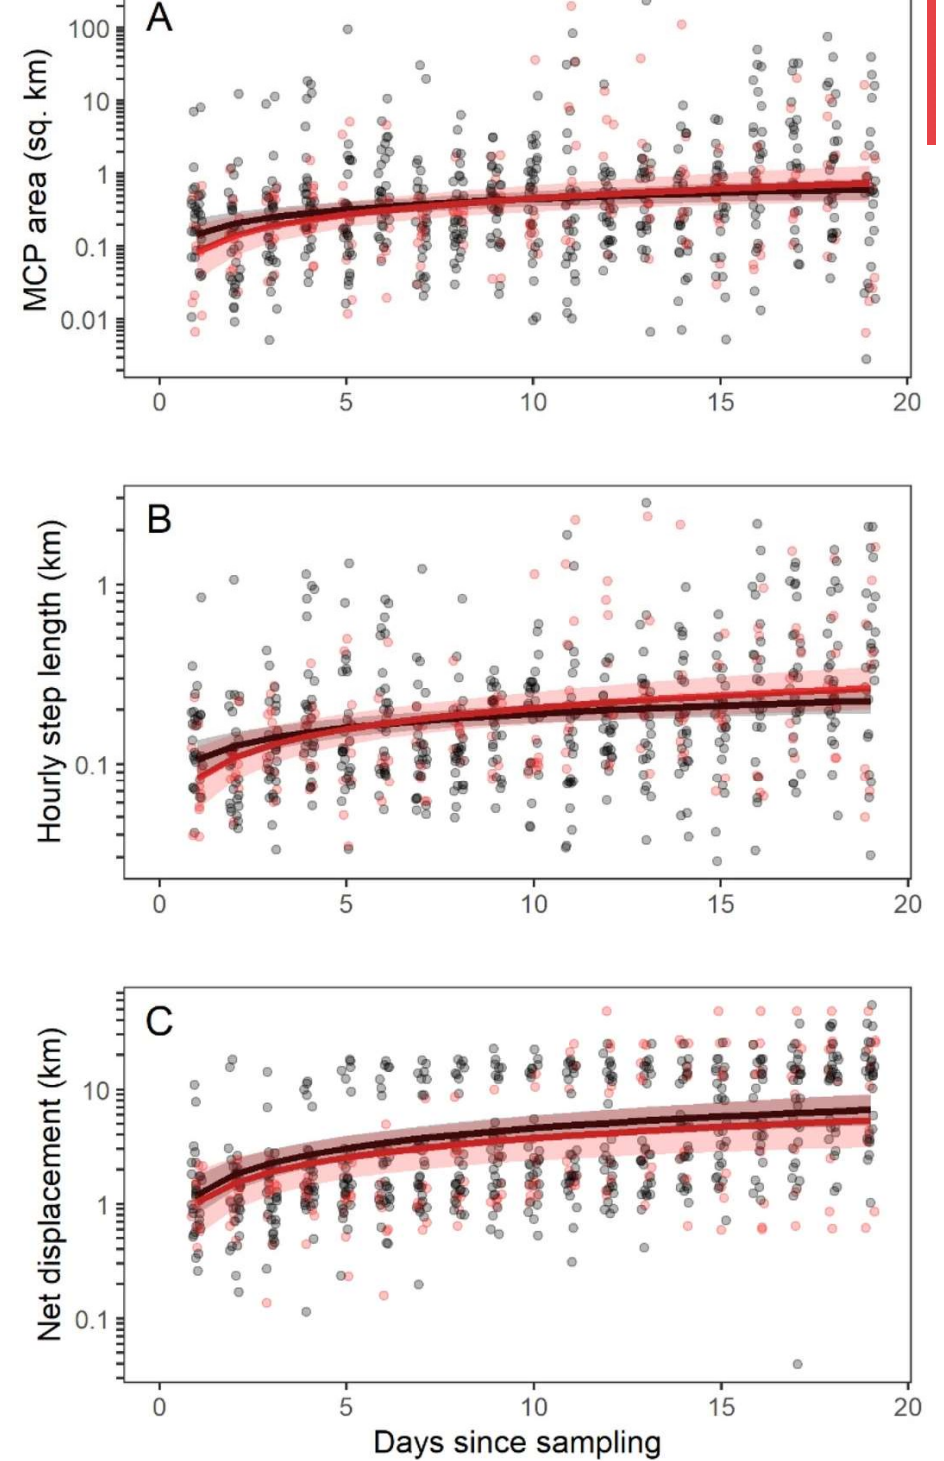 A
MCP area (sq. km)
100
10
1
0.1
0.01
0 5 10 15 20
B
Hourly step length (km)
1
0.1
0 5 10 15 20
C
Net displacement (km)
10
1
0.1
0 5 10 15 20
Days since sampling